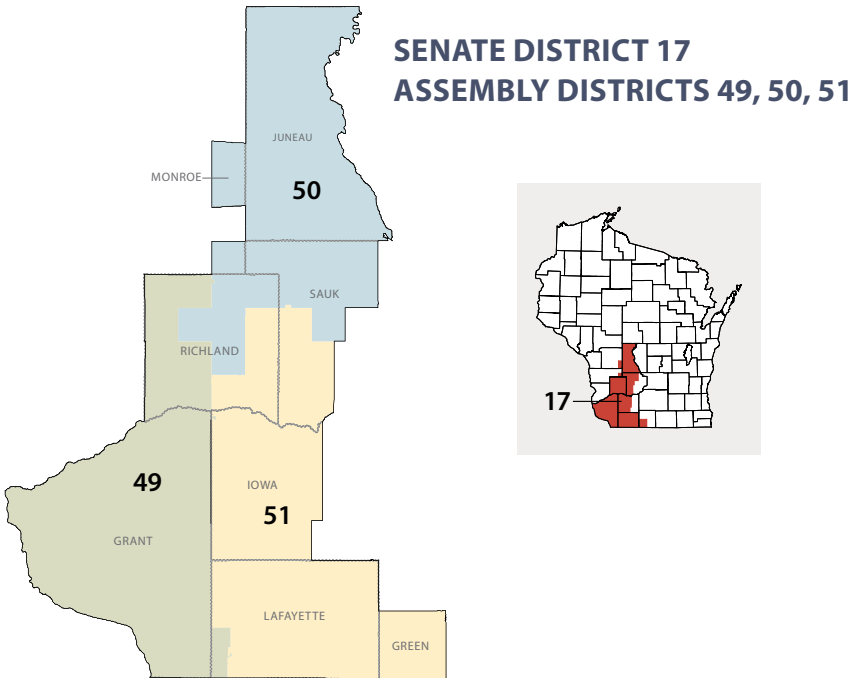 SENATE DISTRICT 17
ASSEMBLY DISTRICTS 49, 50, 51
JUNEAU
MONROE
50
SAUK
RICHLAND
17
49
IOWA
51
GRANT
LAFAYETTE
GREEN